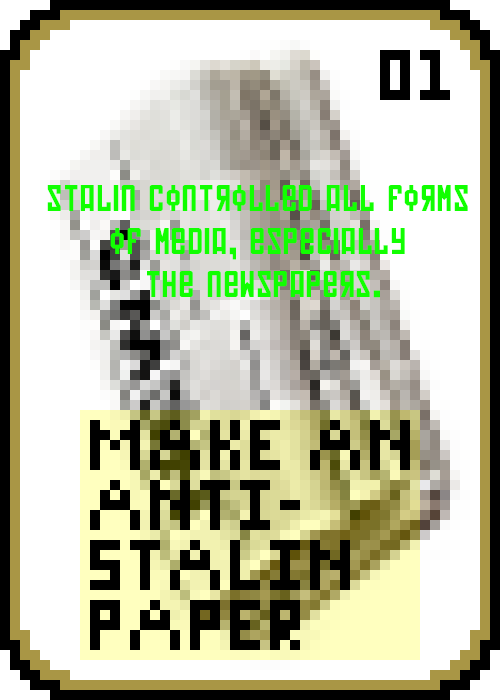 01
STALIN CONTROLLED ALL FORMS
OF MEDIA, ESPECIALLY
THE NEWSPAPERS.
MAKE AN
ANTI-
STALIN
PAPER